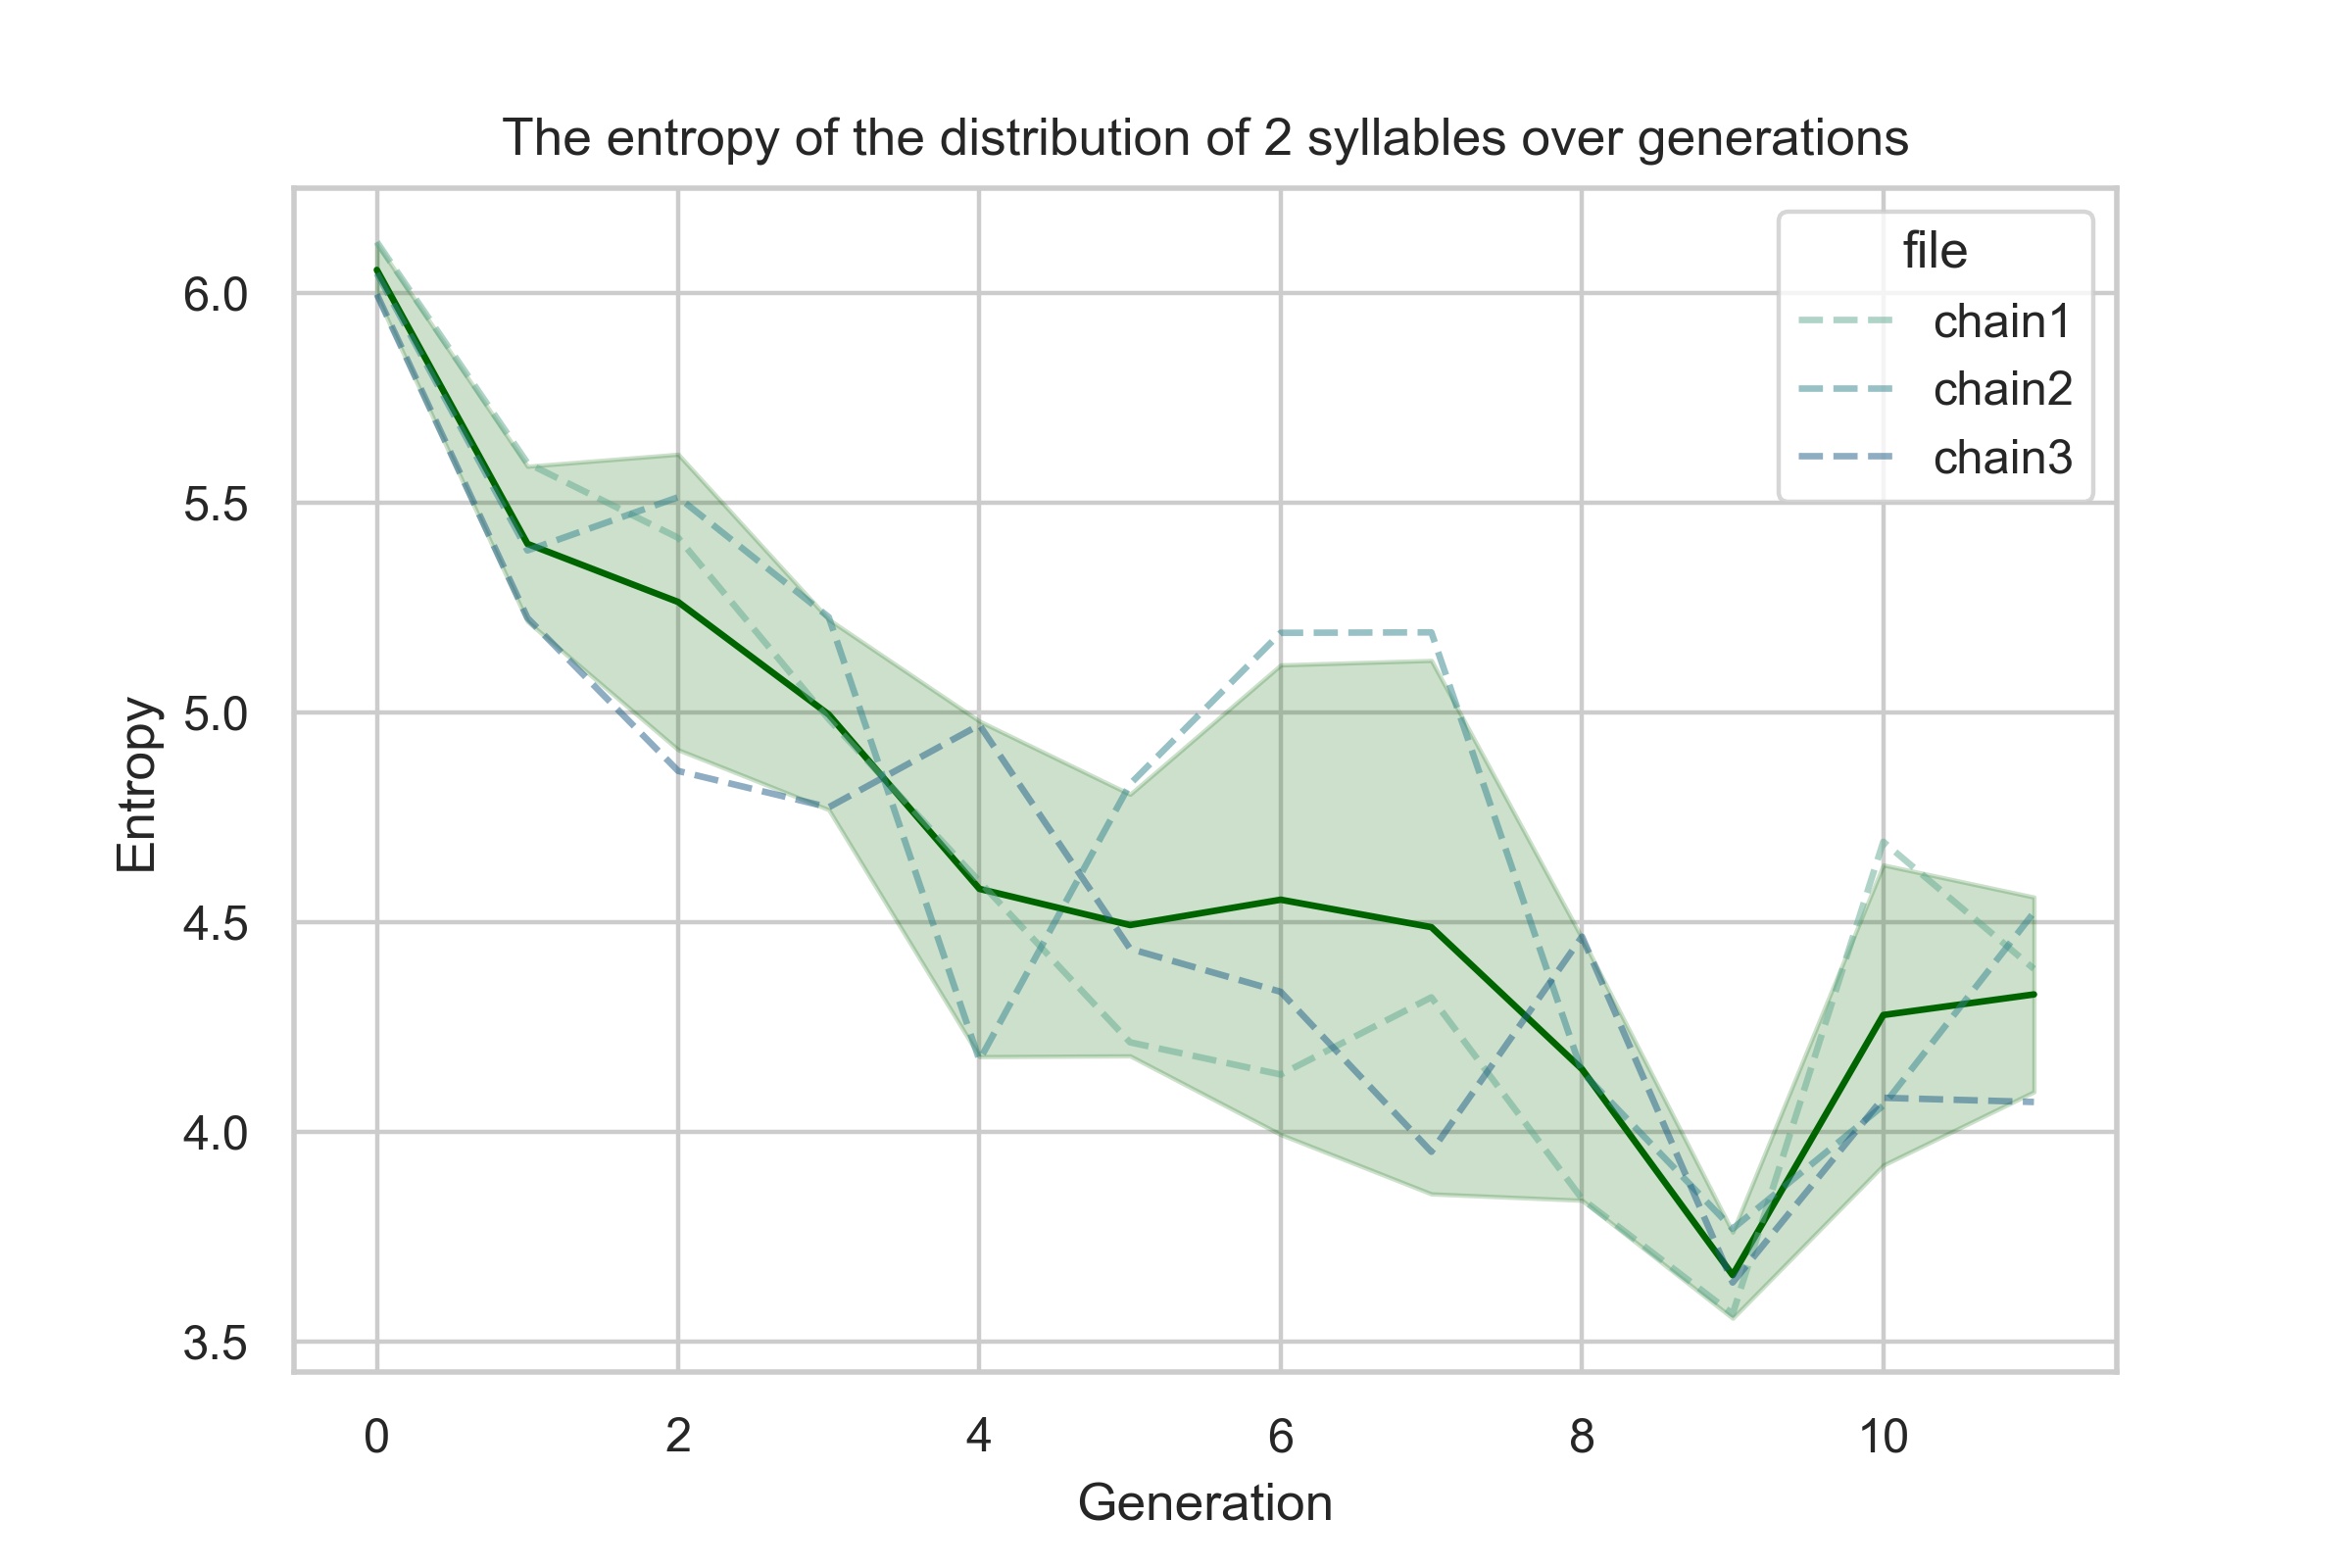 The entropy of the distribution of 2 syllables over generations
file
chain1
chain2
chain3
Entropy
6.0
5.5
5.0
4.5
4.0
3.5
0 2 4 6 8 10
Generation